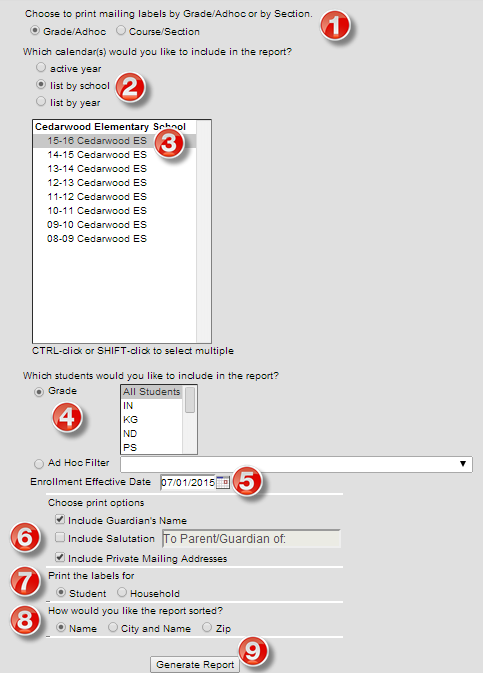 Choose to print mailing labels by Grade/Adhoc or by Section.
1
Grade/Adhoc Course/Section
Which calendar(s) would you like to include in the report?
active year
list by school 2
list by year
Cedarwood Elementary School
15-16 Cedarwood ES 3
14-15 Cedarwood ES
13-14 Cedarwood ES
12-13 Cedarwood ES
11-12 Cedarwood ES
10-11 Cedarwood ES
09-10 Cedarwood ES
08-09 Cedarwood ES
CTRL-click or SHIFT-click to select multiple
Which students would you like to include in the report?
Grade All Students
IN
4 KG
ND
PS
Ad Hoc Filter
Enrollment Effective Date 07/01/2015 5
Choose print options
Include Guardian's Name
6 Include Salutation To Parent/Guardian of:
Include Private Mailing Addresses
7 Print the labels for
Student Household
8 How would you like the report sorted?
Name City and Name Zip
9
Generate Report